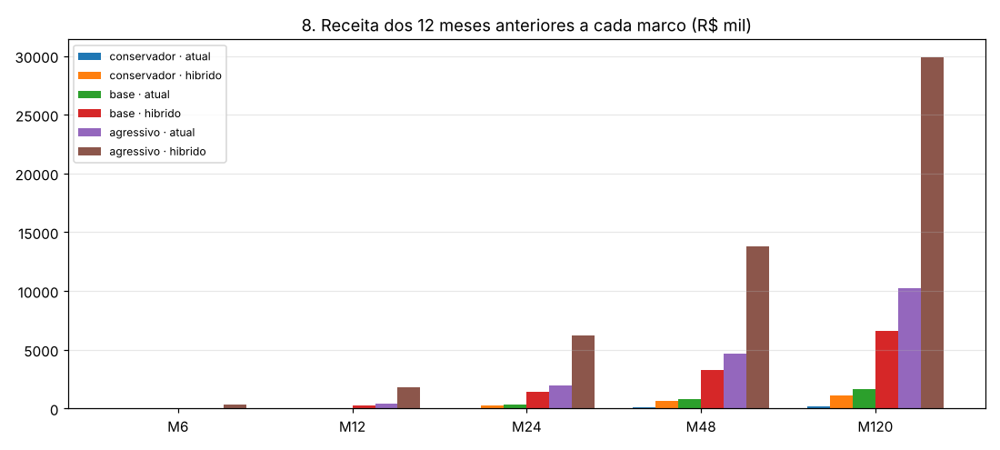 8. Receita dos 12 meses anteriores a cada marco (R$ mil)
conservador · atual
conservador · hibrido
base · atual
base · hibrido
agressivo · atual
agressivo · hibrido
30000
25000
20000
15000
10000
5000
0
M6 M12 M24 M48 M120